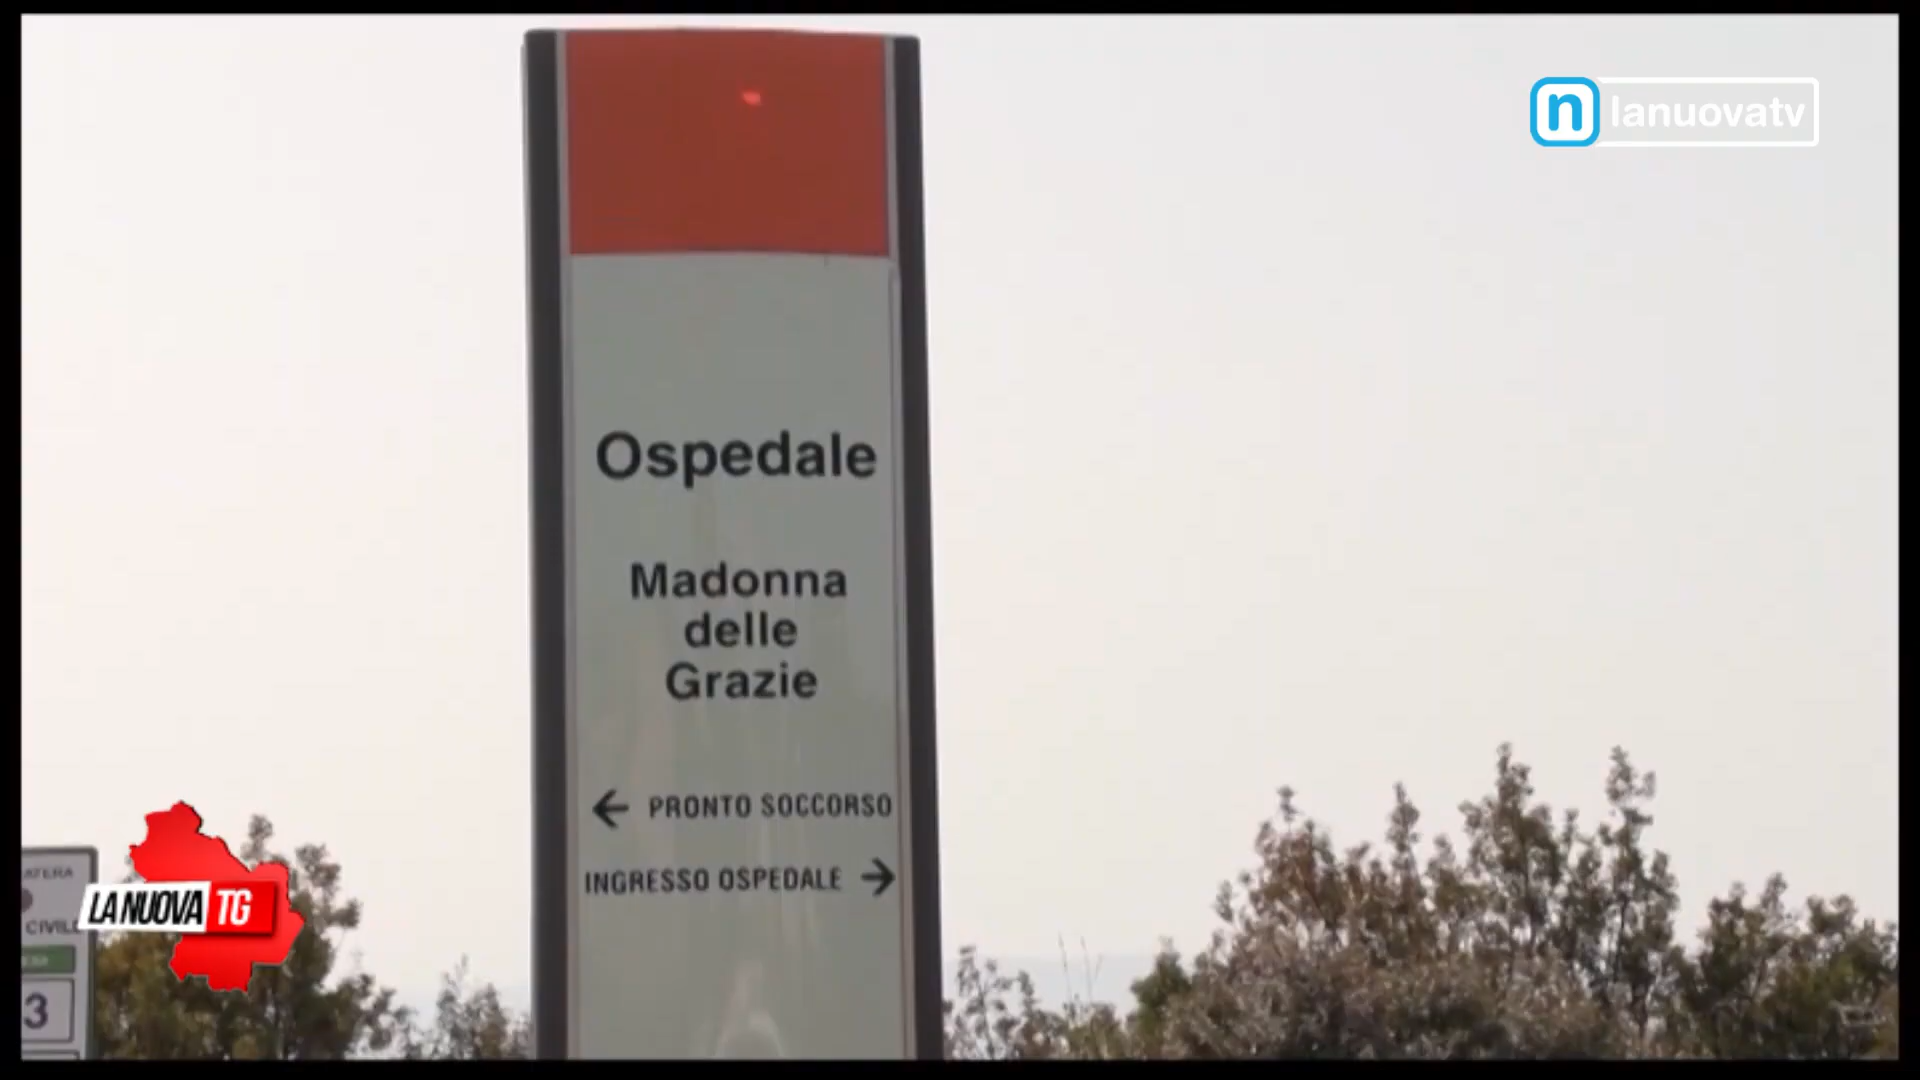 n lanuovatv
Ospedale
Madonna
delle
Grazie
← PRONTO SOCCORSO
INGRESSO OSPEDALE →
LA NUOVA TG
3